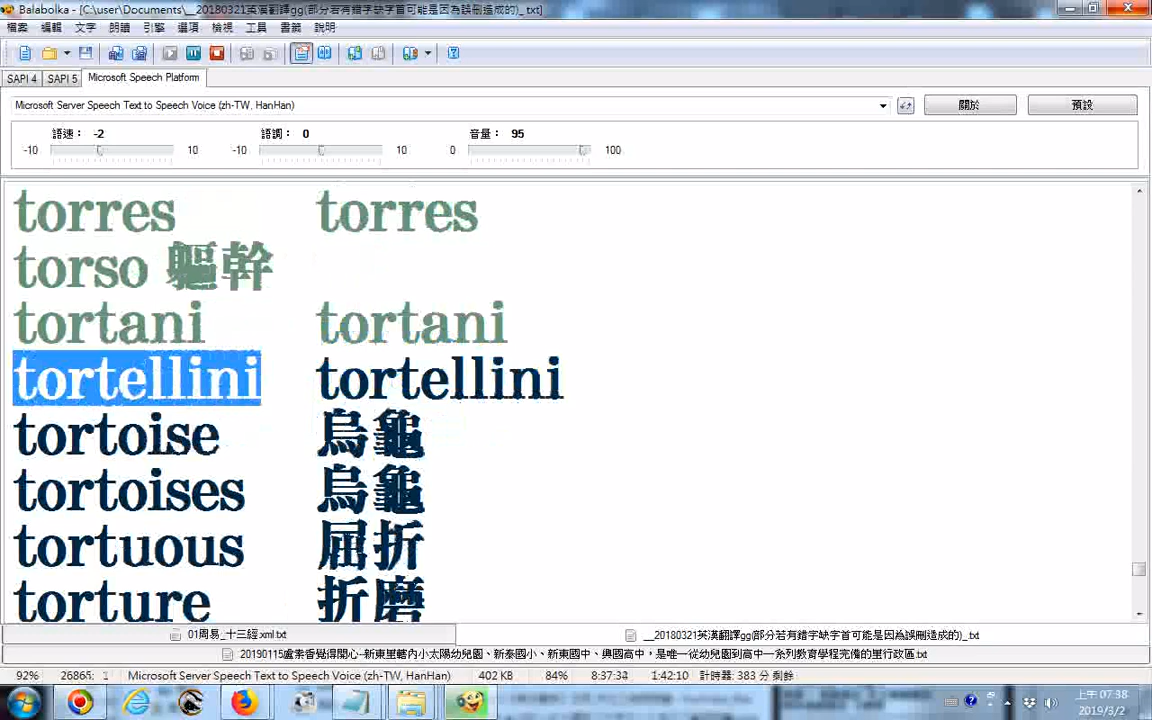 Balabolka - [C:\user\Documents\__20180321英漢翻譯gg(部分若有錯字缺字首可能是因為誤刪造成的)_.txt]
檔案 編輯 文字 朗讀 引擎 選項 檢視 工具 書籤 說明
SAPI 4 SAPI 5 Microsoft Speech Platform
Microsoft Server Speech Text to Speech Voice (zh-TW, HanHan) 關於 預設
語速： -2 語調： 0 音量： 95
-10 10 -10 10 0 100
torres torres
torso 軀幹
tortani tortani
tortellini tortellini
tortoise 烏龜
tortoises 烏龜
tortuous 屈折
torture 折磨
01周易_十三經.xml.txt __20180321英漢翻譯gg(部分若有錯字缺字首可能是因為誤刪造成的)_.txt
20190115盧素香覺得開心--新東里轄內小太陽幼兒園、新泰國小、新東國中、興國高中，是唯一從幼兒園到高中一系列教育學程完備的里行政區.txt
92% 26865: 1 Microsoft Server Speech Text to Speech Voice (zh-TW, HanHan) 402 KB 84% 8:37:34 1:42:10 計時器: 383 分 剩餘
上午 07:38
2019/3/2